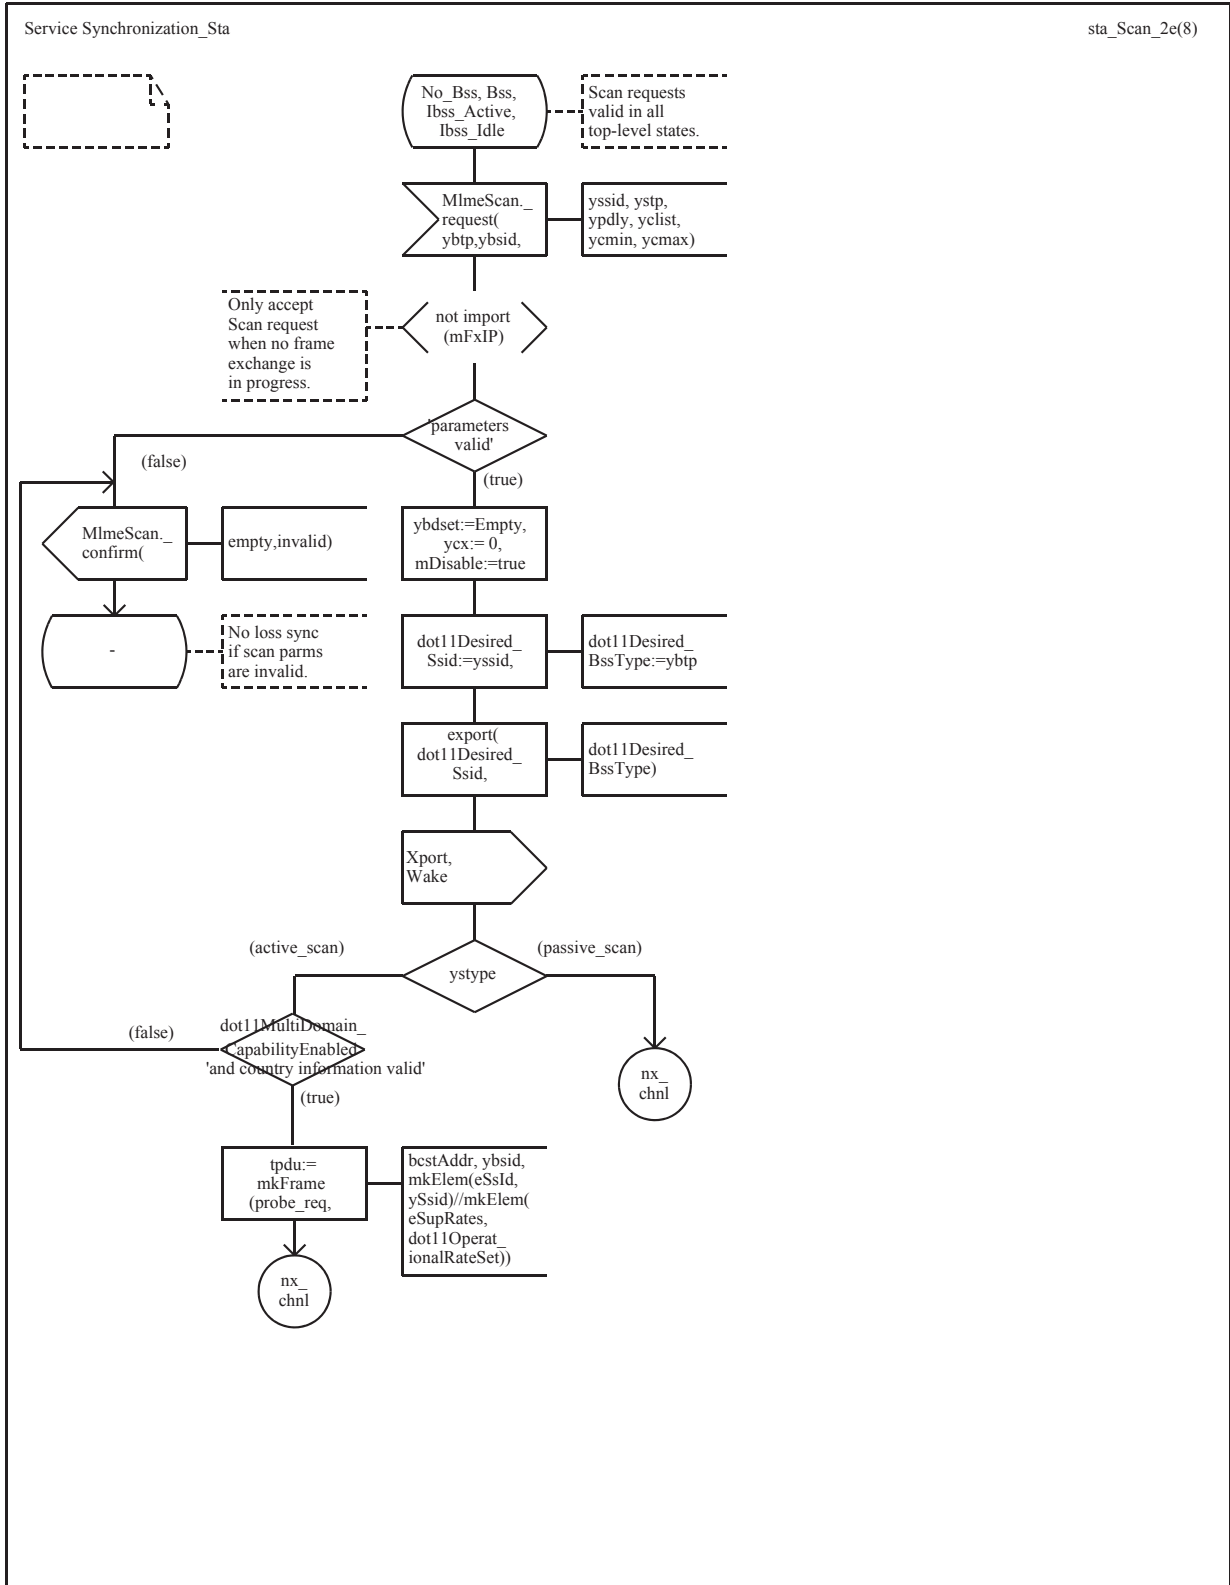 Service Synchronization_Sta
sta_Scan_2e(8)
No_Bss, Bss,
Ibss_Active,
Ibss_Idle
Scan requests
valid in all
top-level states.
MlmeScan._
request(
ybtp,ybsid,
yssid, ystp,
ypdly, yclist,
ycmin, ycmax)
Only accept
Scan request
when no frame
exchange is
in progress.
not import
(mFxIP)
'parameters
valid'
(false)
(true)
MlmeScan._
confirm(
empty,invalid)
ybdset:=Empty,
ycx:= 0,
mDisable:=true
-
No loss sync
if scan parms
are invalid.
dot11Desired_
Ssid:=yssid,
dot11Desired_
BssType:=ybtp
export(
dot11Desired_
Ssid,
dot11Desired_
BssType)
Xport,
Wake
(active_scan)
(passive_scan)
ystype
(false)
dot11MultiDomain_
CapabilityEnabled
'and country information valid'
(true)
nx_
chnl
tpdu:=
mkFrame
(probe_req,
bcstAddr, ybsid,
mkElem(eSsId,
ySsid)//mkElem(
eSupRates,
dot11Operat_
ionalRateSet))
nx_
chnl